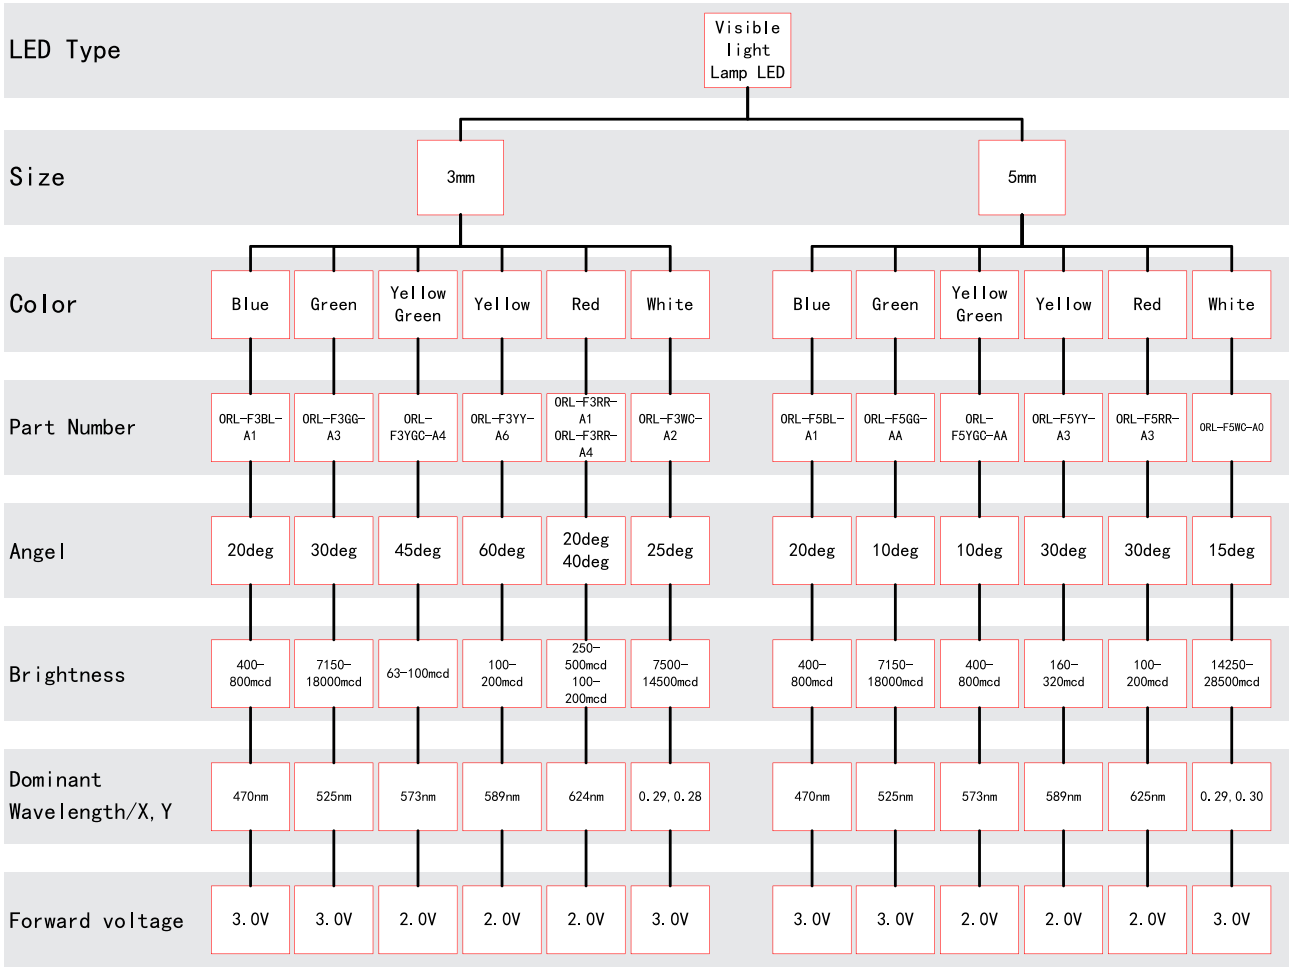 LED Type
Visible
light
Lamp LED
Size
3mm
5mm
Color
Blue
Green
Yellow
Green
Yellow
Red
White
Blue
Green
Yellow
Green
Yellow
Red
White
Part Number
ORL-F3BL-
A1
ORL-F3GG-
A3
ORL-
F3YGC-A4
ORL-F3YY-
A6
ORL-F3RR-
A1
ORL-F3RR-
A4
ORL-F3WC-
A2
ORL-F5BL-
A1
ORL-F5GG-
AA
ORL-
F5YGC-AA
ORL-F5YY-
A3
ORL-F5RR-
A3
ORL-F5WC-A0
Angel
20deg
30deg
45deg
60deg
20deg
40deg
25deg
20deg
10deg
10deg
30deg
30deg
15deg
Brightness
400-
800mcd
7150-
18000mcd
63-100mcd
100-
200mcd
250-
500mcd
100-
200mcd
7500-
14500mcd
400-
800mcd
7150-
18000mcd
400-
800mcd
160-
320mcd
100-
200mcd
14250-
28500mcd
Dominant
Wavelength/X,Y
470nm
525nm
573nm
589nm
624nm
0.29,0.28
470nm
525nm
573nm
589nm
625nm
0.29,0.30
Forward voltage
3.0V
3.0V
2.0V
2.0V
2.0V
3.0V
3.0V
3.0V
2.0V
2.0V
2.0V
3.0V